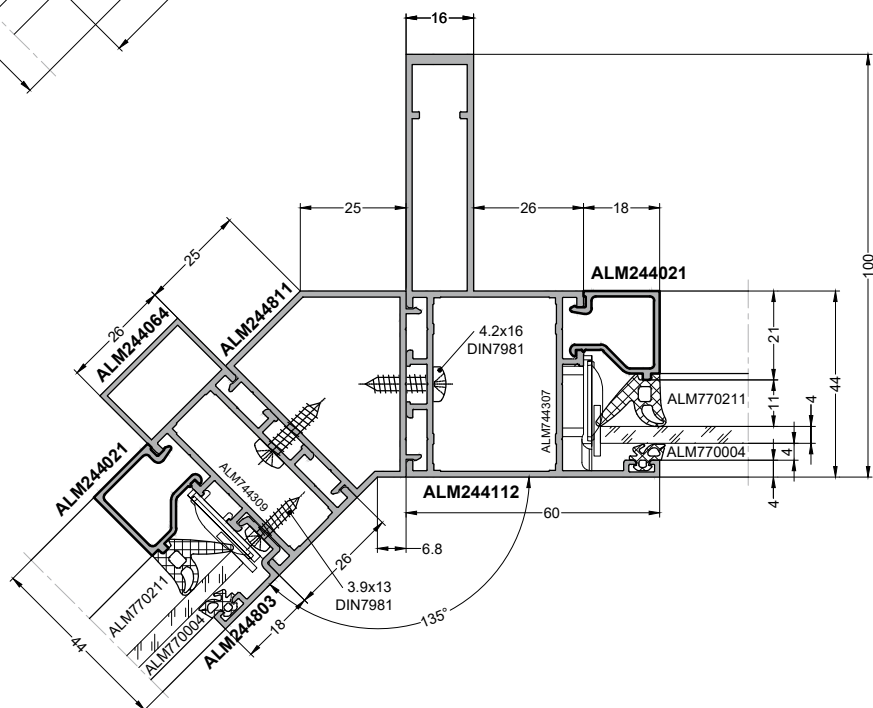 16
25
26
18
ALM244021
100
25
26
ALM244064
ALM244811
4.2x16
DIN7981
21
44
4
11
ALM770211
ALM744307
ALM770004
4
4
ALM244021
ALM744309
ALM244112
60
6.8
26
3.9x13
DIN7981
135°
ALM770211
ALM770004
18
ALM244803
44